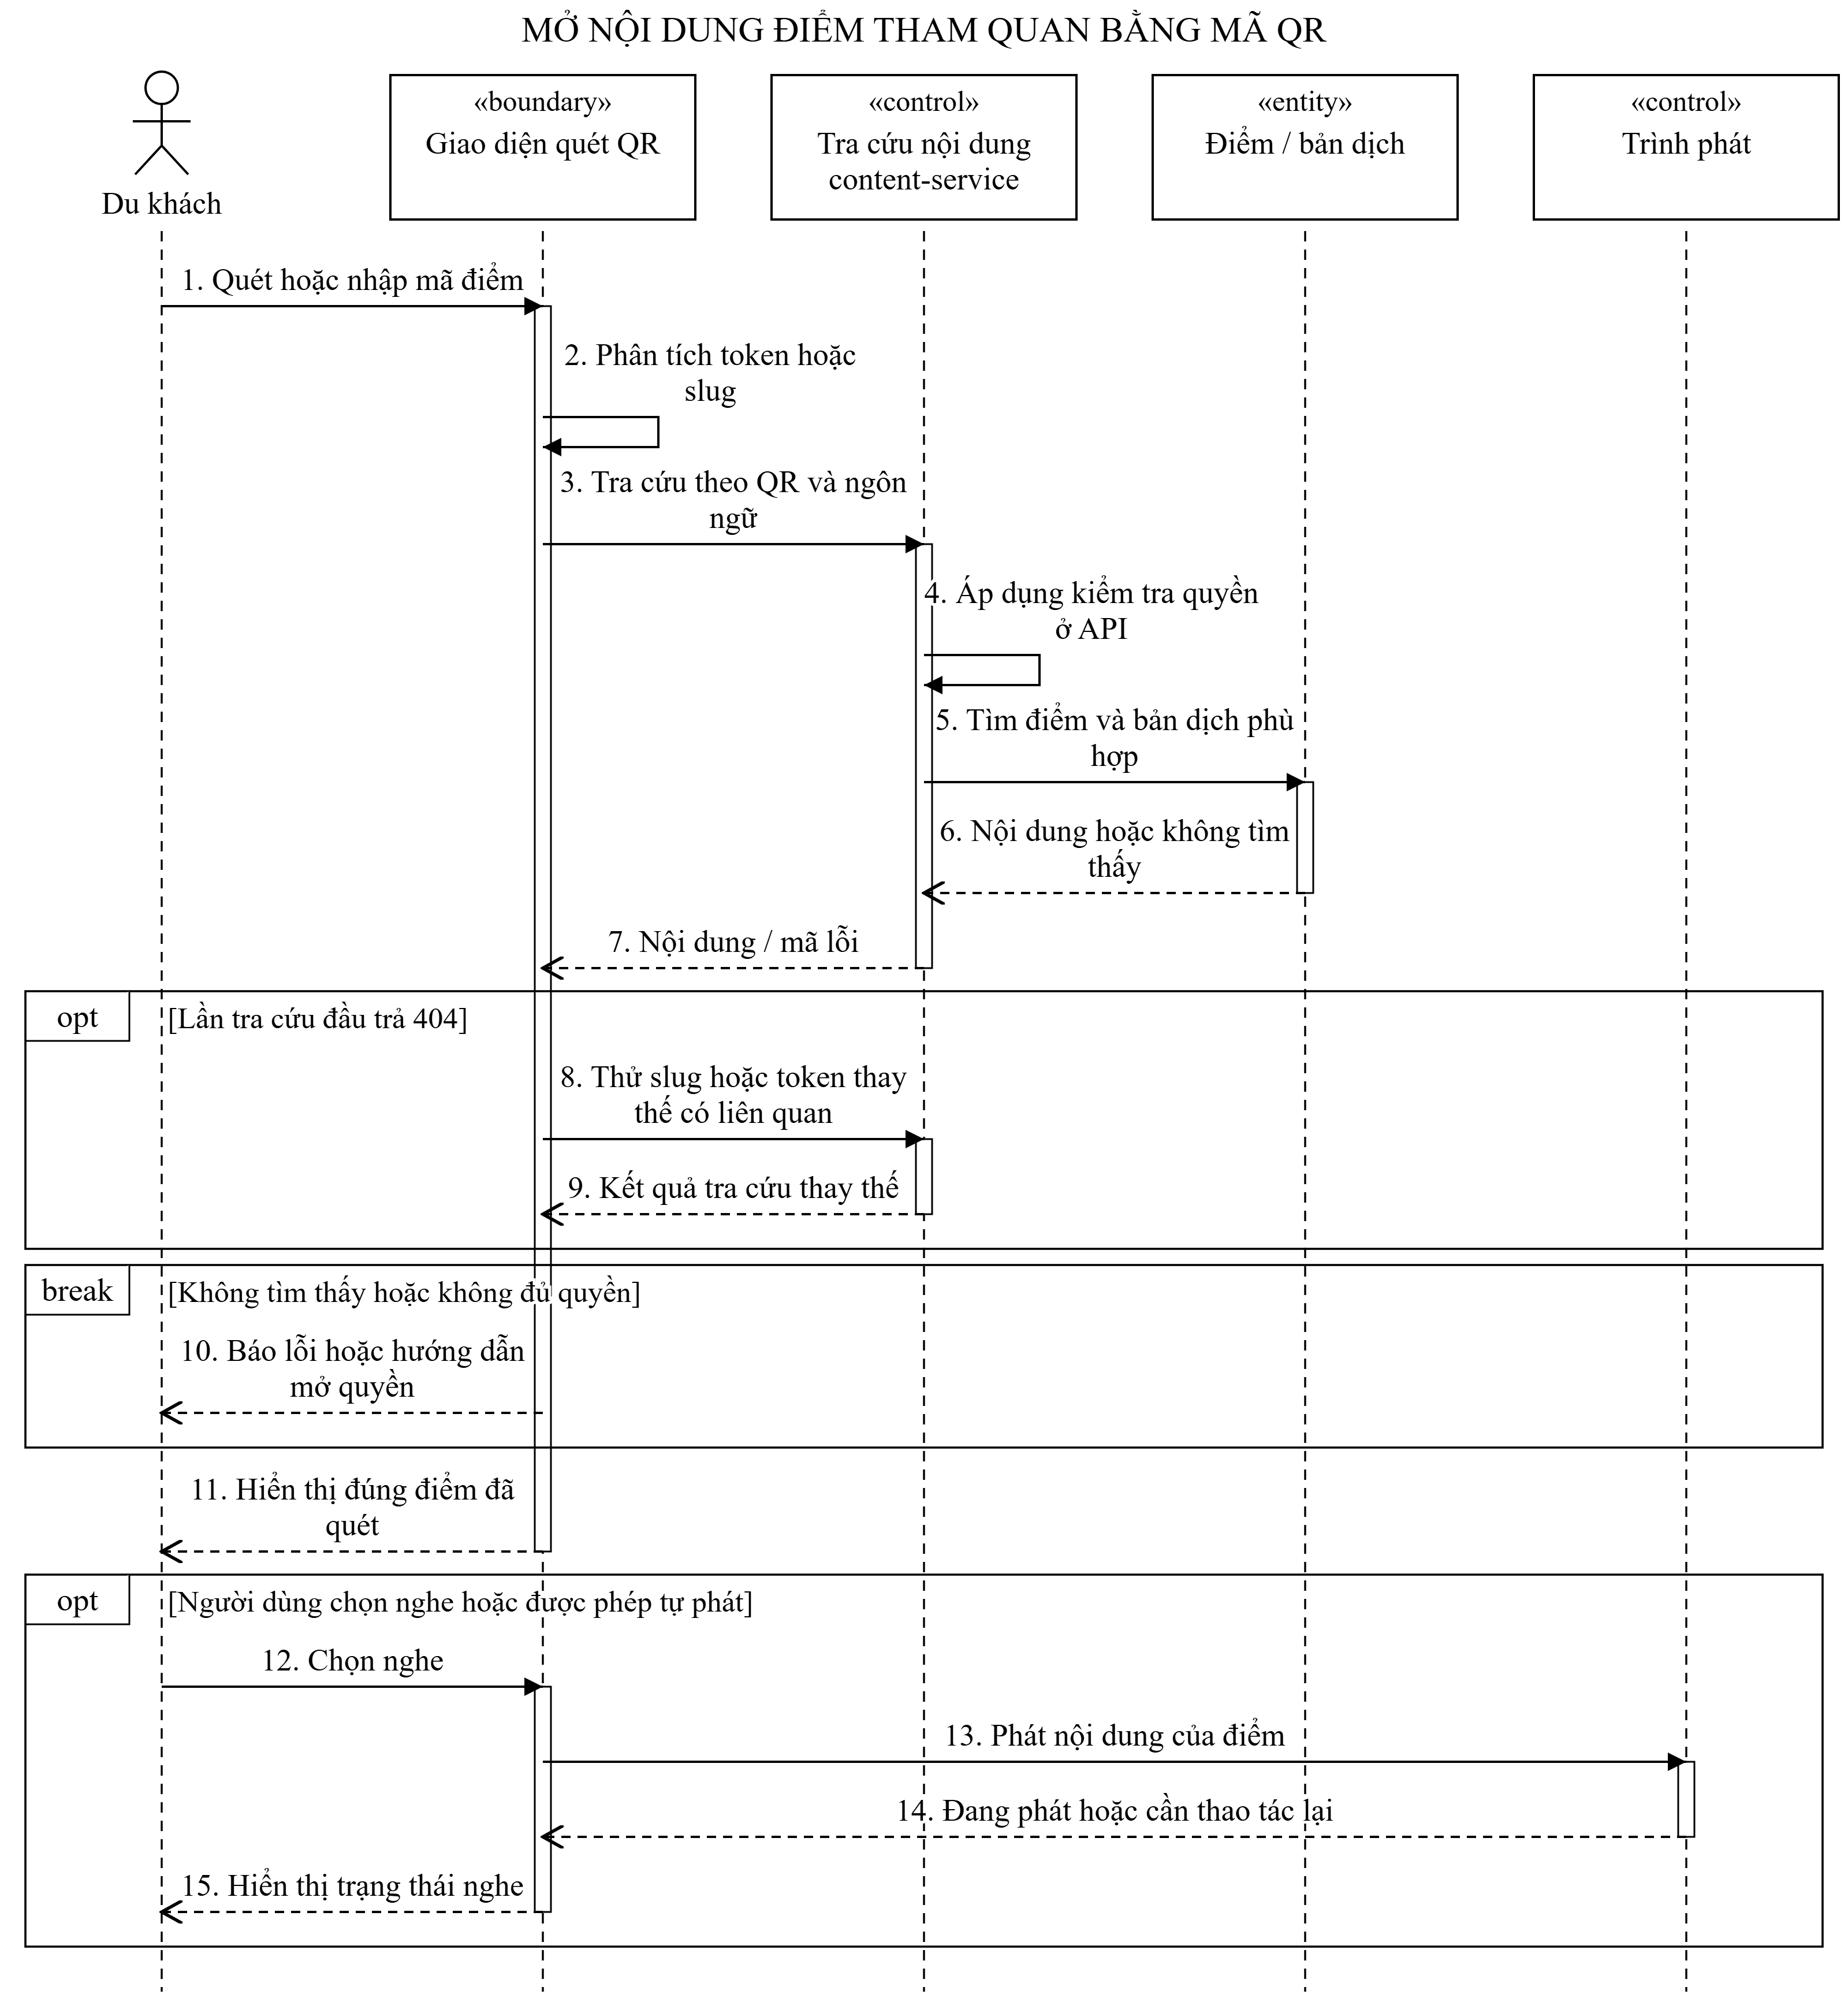 MỞ NỘI DUNG ĐIỂM THAM QUAN BẰNG MÃ QR
Du khách
«boundary»
Giao diện quét QR
«control»
Tra cứu nội dung
content-service
«entity»
Điểm / bản dịch
«control»
Trình phát
1. Quét hoặc nhập mã điểm
2. Phân tích token hoặc
slug
3. Tra cứu theo QR và ngôn
ngữ
4. Áp dụng kiểm tra quyền
ở API
5. Tìm điểm và bản dịch phù
hợp
6. Nội dung hoặc không tìm
thấy
7. Nội dung / mã lỗi
opt
[Lần tra cứu đầu trả 404]
8. Thử slug hoặc token thay
thế có liên quan
9. Kết quả tra cứu thay thế
break
[Không tìm thấy hoặc không đủ quyền]
10. Báo lỗi hoặc hướng dẫn
mở quyền
11. Hiển thị đúng điểm đã
quét
opt
[Người dùng chọn nghe hoặc được phép tự phát]
12. Chọn nghe
13. Phát nội dung của điểm
14. Đang phát hoặc cần thao tác lại
15. Hiển thị trạng thái nghe